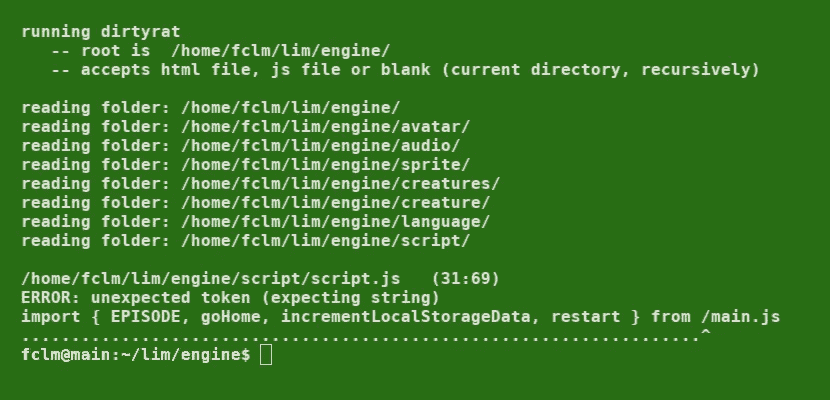 running dirtyrat
   -- root is  /home/fclm/lim/engine/
   -- accepts html file, js file or blank (current directory, recursively)

reading folder: /home/fclm/lim/engine/
reading folder: /home/fclm/lim/engine/avatar/
reading folder: /home/fclm/lim/engine/audio/
reading folder: /home/fclm/lim/engine/sprite/
reading folder: /home/fclm/lim/engine/creatures/
reading folder: /home/fclm/lim/engine/creature/
reading folder: /home/fclm/lim/engine/language/
reading folder: /home/fclm/lim/engine/script/

/home/fclm/lim/engine/script/script.js   (31:69)
ERROR: unexpected token (expecting string)
import { EPISODE, goHome, incrementLocalStorageData, restart } from /main.js
....................................................................^
fclm@main:~/lim/engine$